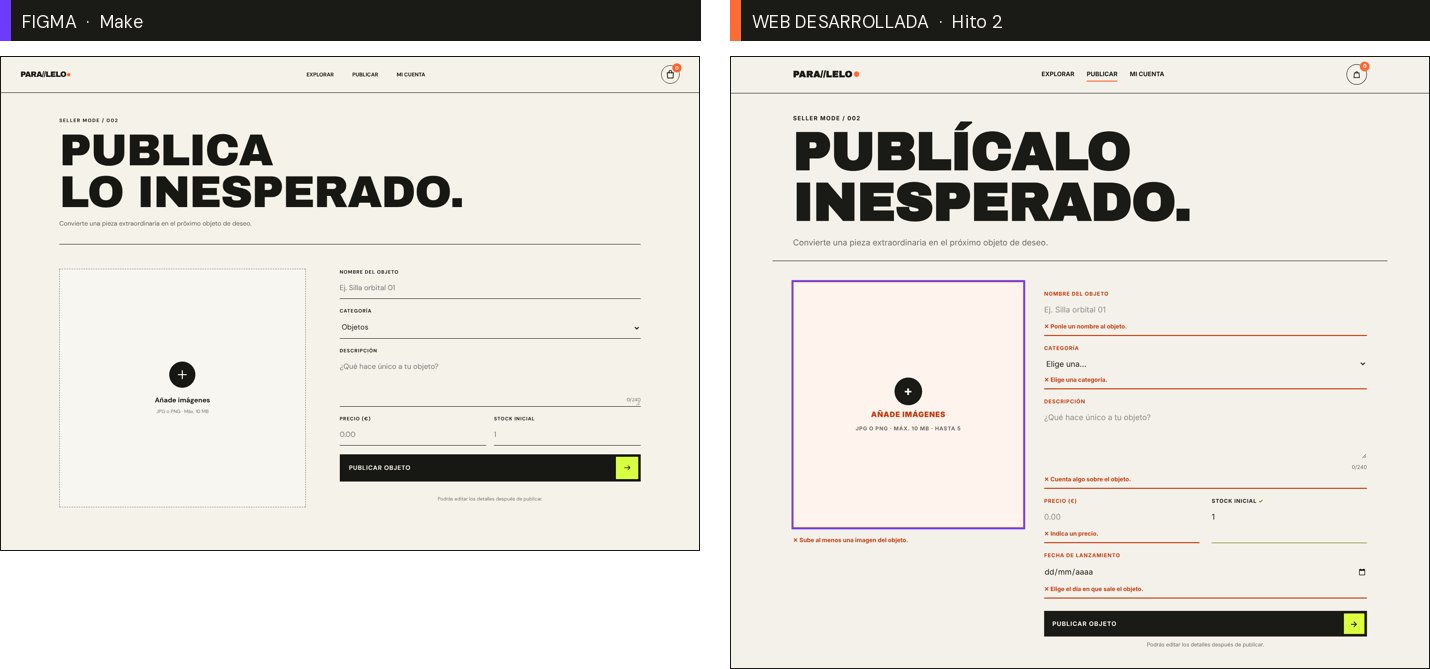 FIGMA · Make
PARA//LELO
EXPLORAR PUBLICAR MI CUENTA
0
SELLER MODE / 002
PUBLICA
LO INESPERADO.
Convierte una pieza extraordinaria en el próximo objeto de deseo.
Añade imágenes
JPG o PNG · Máx. 10 MB
NOMBRE DEL OBJETO
Ej. Silla orbital 01
CATEGORÍA
Objetos
DESCRIPCIÓN
¿Qué hace único a tu objeto?
0/240
PRECIO (€) STOCK INICIAL
0.00 1
PUBLICAR OBJETO →
Podrás editar los detalles después de publicar.
WEB DESARROLLADA · Hito 2
PARA//LELO
EXPLORAR PUBLICAR MI CUENTA
0
SELLER MODE / 002
PUBLÍCALO
INESPERADO.
Convierte una pieza extraordinaria en el próximo objeto de deseo.
AÑADE IMÁGENES
JPG O PNG · MÁX. 10 MB · HASTA 5
✕ Sube al menos una imagen del objeto.
NOMBRE DEL OBJETO
Ej. Silla orbital 01
✕ Ponle un nombre al objeto.
CATEGORÍA
Elige una...
✕ Elige una categoría.
DESCRIPCIÓN
¿Qué hace único a tu objeto?
0/240
✕ Cuenta algo sobre el objeto.
PRECIO (€) STOCK INICIAL ✓
0.00 1
✕ Indica un precio.
FECHA DE LANZAMIENTO
dd/mm/aaaa
✕ Elige el día en que sale el objeto.
PUBLICAR OBJETO →
Podrás editar los detalles después de publicar.